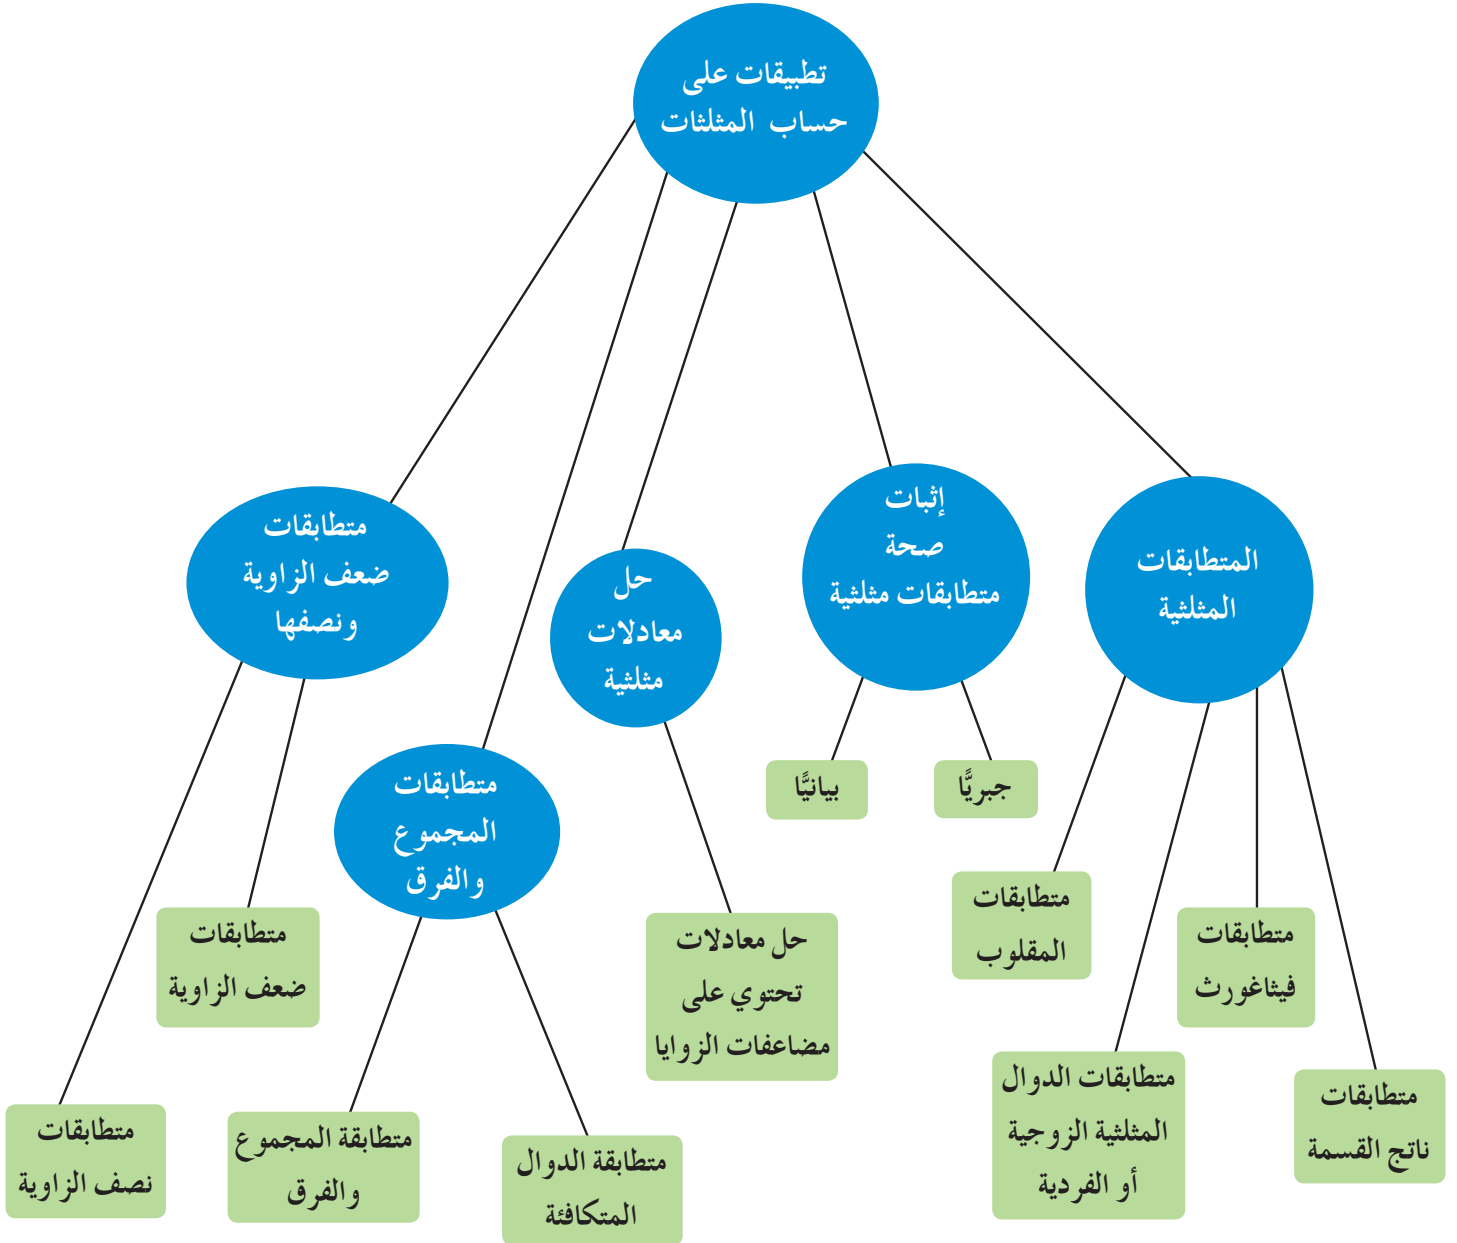 تطبيقات على
حساب المثلثات
المتطابقات
المثلثية
إثبات
صحة
متطابقات مثلثية
حل
معادلات
مثلثية
متطابقات
المجموع
والفرق
متطابقات
ضعف الزاوية
ونصفها
متطابقات
ناتج القسمة
متطابقات
فيثاغورث
متطابقات الدوال
المثلثية الزوجية
أو الفردية
متطابقات
المقلوب
جبريًّا
بيانيًّا
حل معادلات
تحتوي على
مضاعفات الزوايا
متطابقة الدوال
المتكافئة
متطابقة المجموع
والفرق
متطابقات
ضعف الزاوية
متطابقات
نصف الزاوية